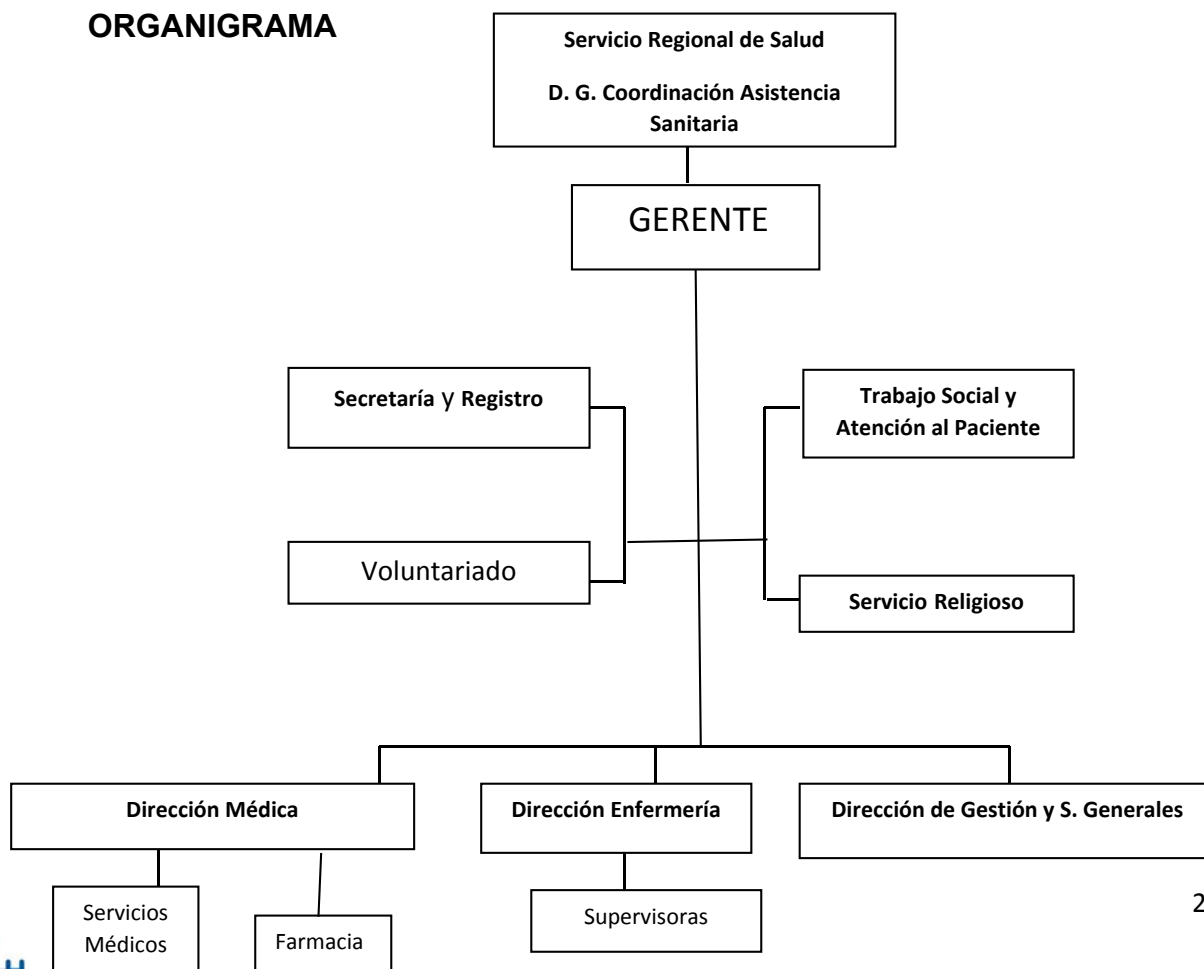 ORGANIGRAMA
Servicio Regional de Salud
D. G. Coordinación Asistencia
Sanitaria
GERENTE
Secretaría y Registro
Trabajo Social y
Atención al Paciente
Voluntariado
Servicio Religioso
Dirección Médica
Dirección Enfermería
Dirección de Gestión y S. Generales
Servicios
Médicos
Farmacia
Supervisoras
2